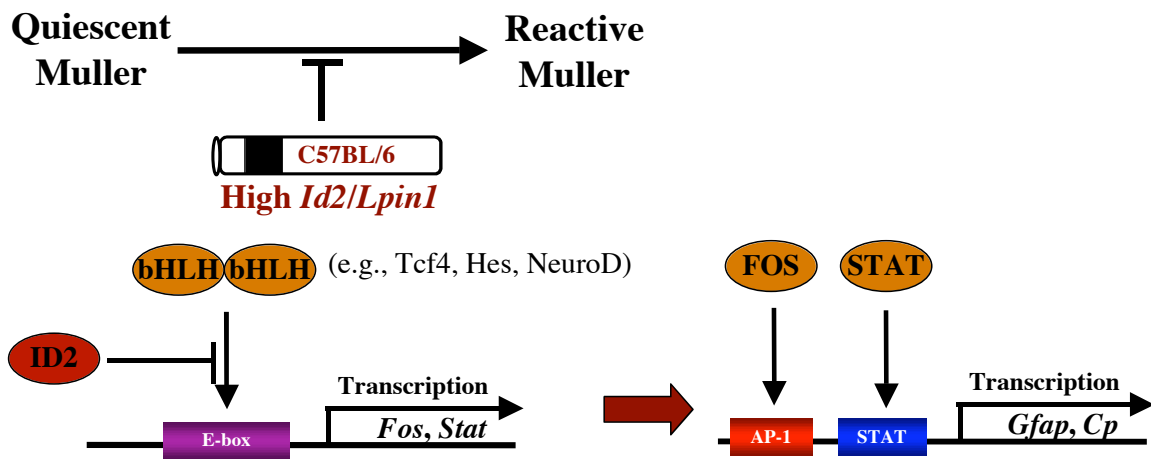 Quiescent
Muller
Reactive
Muller
C57BL/6
High Id2/Lpin1
bHLH bHLH (e.g., Tcf4, Hes, NeuroD)
FOS STAT
ID2
Transcription
Fos, Stat
E-box
Transcription
Gfap, Cp
AP-1 STAT